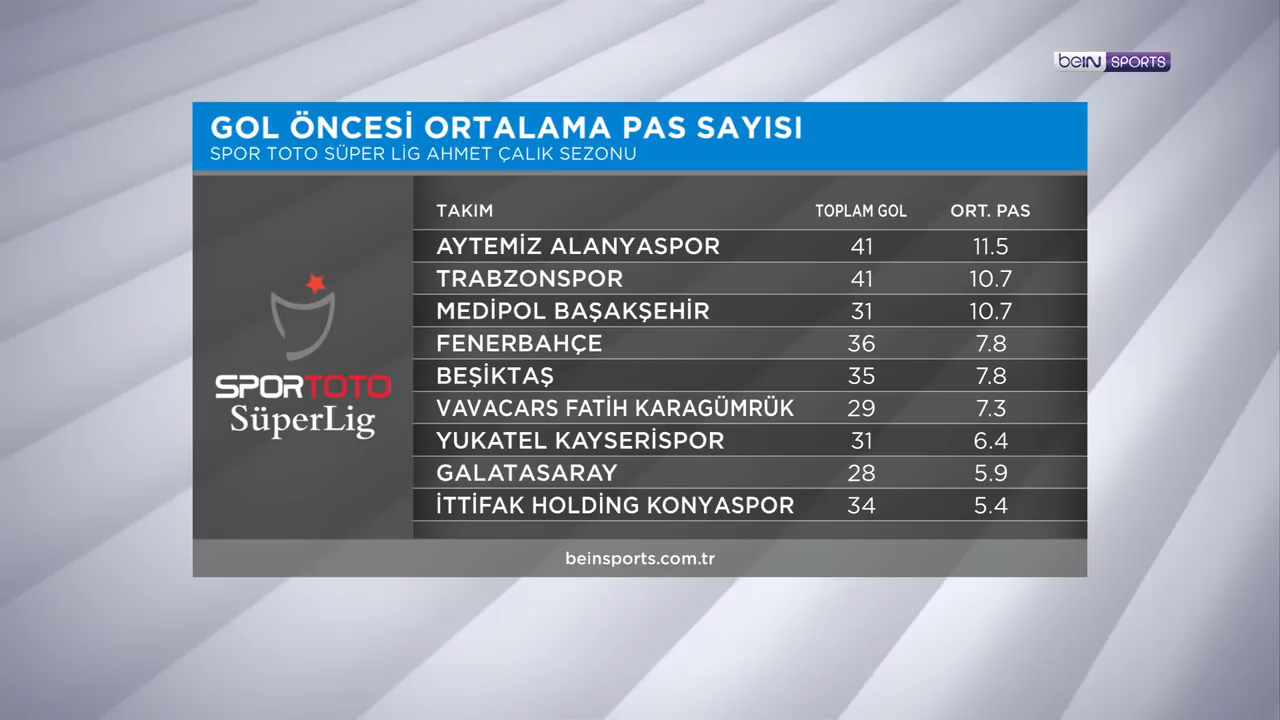 beIN SPORTS
GOL ÖNCESİ ORTALAMA PAS SAYISI
SPOR TOTO SÜPER LİG AHMET ÇALIK SEZONU
TAKIM TOPLAM GOL ORT. PAS
AYTEMİZ ALANYASPOR 41 11.5
TRABZONSPOR 41 10.7
MEDİPOL BAŞAKŞEHİR 31 10.7
FENERBAHÇE 36 7.8
BEŞİKTAŞ 35 7.8
VAVACARS FATİH KARAGÜMRÜK 29 7.3
YUKATEL KAYSERİSPOR 31 6.4
GALATASARAY 28 5.9
İTTİFAK HOLDİNG KONYASPOR 34 5.4
SPORTOTO
SüperLig
beinsports.com.tr